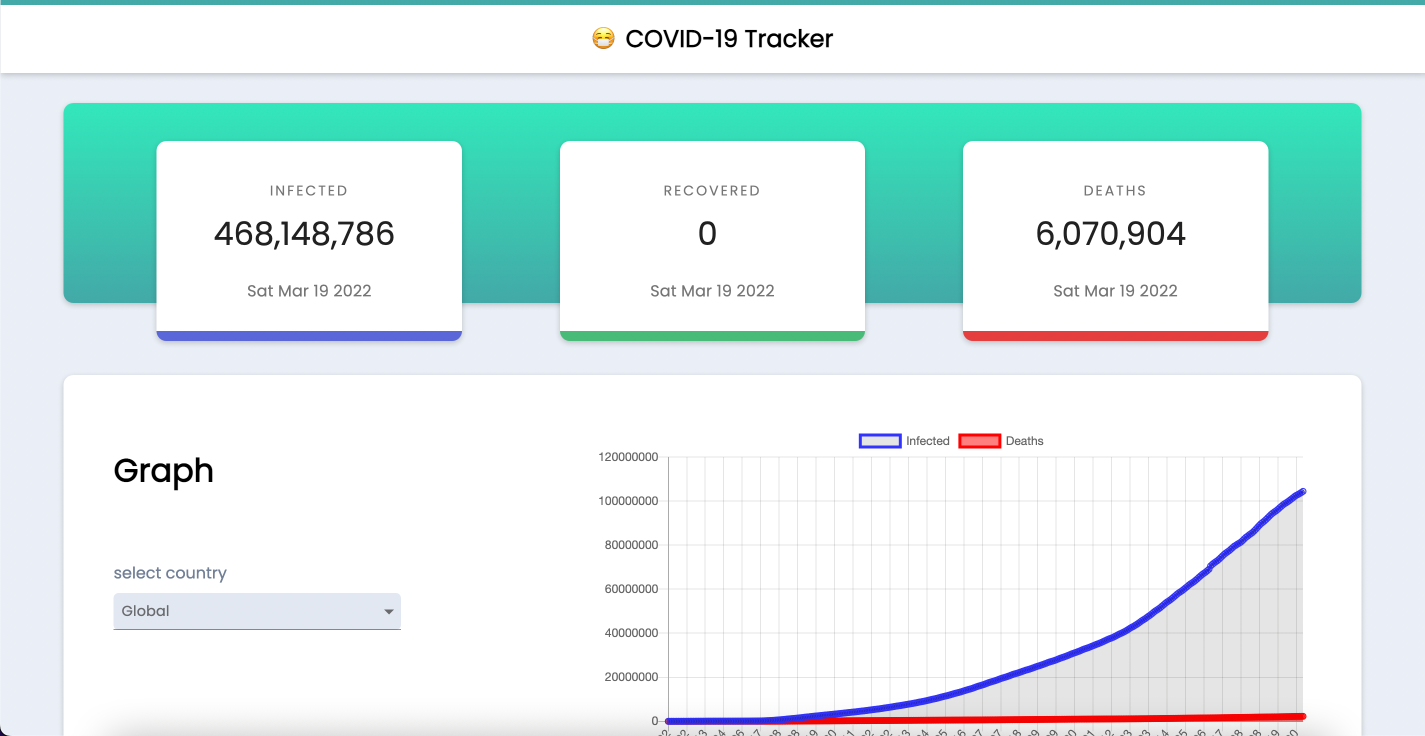 😷 COVID-19 Tracker
INFECTED
468,148,786
Sat Mar 19 2022
RECOVERED
0
Sat Mar 19 2022
DEATHS
6,070,904
Sat Mar 19 2022
Graph
select country
Global
Infected
Deaths
120000000
100000000
80000000
60000000
40000000
20000000
0